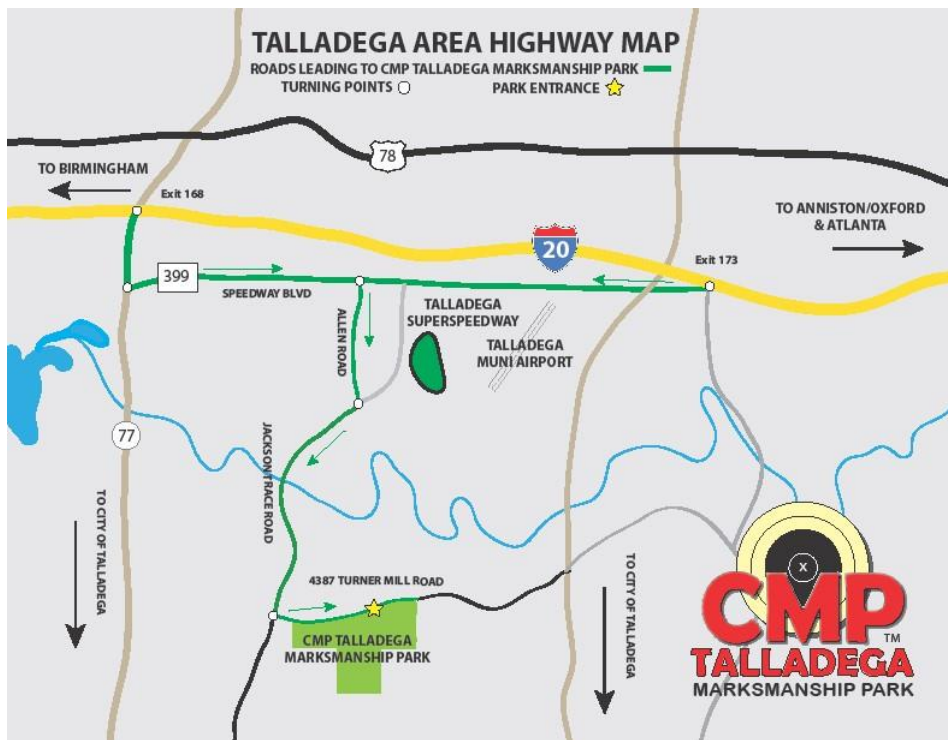 TALLADEGA AREA HIGHWAY MAP
ROADS LEADING TO CMP TALLADEGA MARKSMANSHIP PARK
TURNING POINTS
PARK ENTRANCE
78
TO BIRMINGHAM
Exit 168
TO ANNISTON/OXFORD
& ATLANTA
20
Exit 173
399
SPEEDWAY BLVD
ALLEN ROAD
TALLADEGA
SUPERSPEEDWAY
TALLADEGA
MUNI AIRPORT
77
JACKSON TRACE ROAD
TO CITY OF TALLADEGA
4387 TURNER MILL ROAD
CMP TALLADEGA
MARKSMANSHIP PARK
TO CITY OF TALLADEGA
X
CMP
TM
TALLADEGA
MARKSMANSHIP PARK